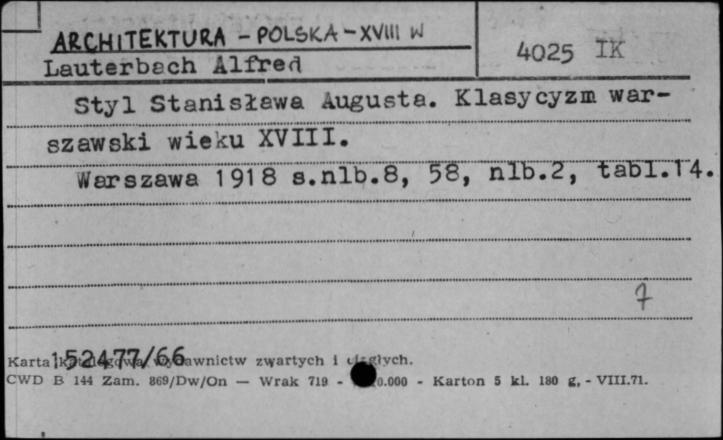 ARCHITEKTURA - POLSKA - XVIII W
4025 IK
Lauterbach Alfred
Styl Stanisława Augusta. Klasycyzm war-
szawski wieku XVIII.
Warszawa 1918 s.nlb.8, 58, nlb.2, tabl.14.
7
152477/66
Karta katalogowa wydawnictw zwartych i ciągłych.
CWD B 144 Zam. 869/Dw/On — Wrak 719 - 0.000 - Karton 5 kl. 180 g, - VIII.71.